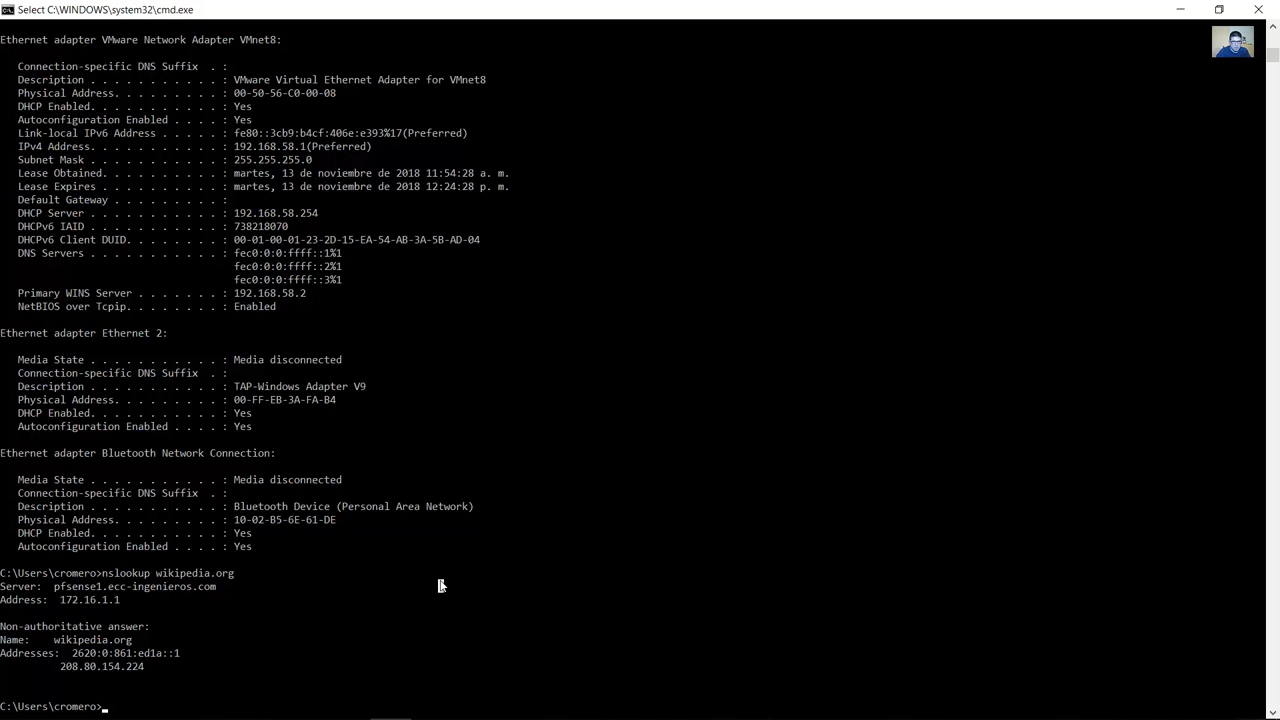 Select C:\WINDOWS\system32\cmd.exe
Ethernet adapter VMware Network Adapter VMnet8:
Connection-specific DNS Suffix . :
Description . . . . . . . . . . . : VMware Virtual Ethernet Adapter for VMnet8
Physical Address. . . . . . . . . : 00-50-56-C0-00-08
DHCP Enabled. . . . . . . . . . . : Yes
Autoconfiguration Enabled . . . . : Yes
Link-local IPv6 Address . . . . . : fe80::3cb9:b4cf:406e:e393%17(Preferred)
IPv4 Address. . . . . . . . . . . : 192.168.58.1(Preferred)
Subnet Mask . . . . . . . . . . . : 255.255.255.0
Lease Obtained. . . . . . . . . . : martes, 13 de noviembre de 2018 11:54:28 a. m.
Lease Expires . . . . . . . . . . : martes, 13 de noviembre de 2018 12:24:28 p. m.
Default Gateway . . . . . . . . . :
DHCP Server . . . . . . . . . . . : 192.168.58.254
DHCPv6 IAID . . . . . . . . . . . : 738218070
DHCPv6 Client DUID. . . . . . . . : 00-01-00-01-23-2D-15-EA-54-AB-3A-5B-AD-04
DNS Servers . . . . . . . . . . . : fec0:0:0:ffff::1%1
fec0:0:0:ffff::2%1
fec0:0:0:ffff::3%1
Primary WINS Server . . . . . . . : 192.168.58.2
NetBIOS over Tcpip. . . . . . . . : Enabled
Ethernet adapter Ethernet 2:
Media State . . . . . . . . . . . : Media disconnected
Connection-specific DNS Suffix . :
Description . . . . . . . . . . . : TAP-Windows Adapter V9
Physical Address. . . . . . . . . : 00-FF-EB-3A-FA-B4
DHCP Enabled. . . . . . . . . . . : Yes
Autoconfiguration Enabled . . . . : Yes
Ethernet adapter Bluetooth Network Connection:
Media State . . . . . . . . . . . : Media disconnected
Connection-specific DNS Suffix . :
Description . . . . . . . . . . . : Bluetooth Device (Personal Area Network)
Physical Address. . . . . . . . . : 10-02-B5-6E-61-DE
DHCP Enabled. . . . . . . . . . . : Yes
Autoconfiguration Enabled . . . . : Yes
C:\Users\cromero>nslookup wikipedia.org
Server: pfsense1.ecc-ingenieros.com
Address: 172.16.1.1
Non-authoritative answer:
Name: wikipedia.org
Addresses: 2620:0:861:ed1a::1
208.80.154.224
C:\Users\cromero>